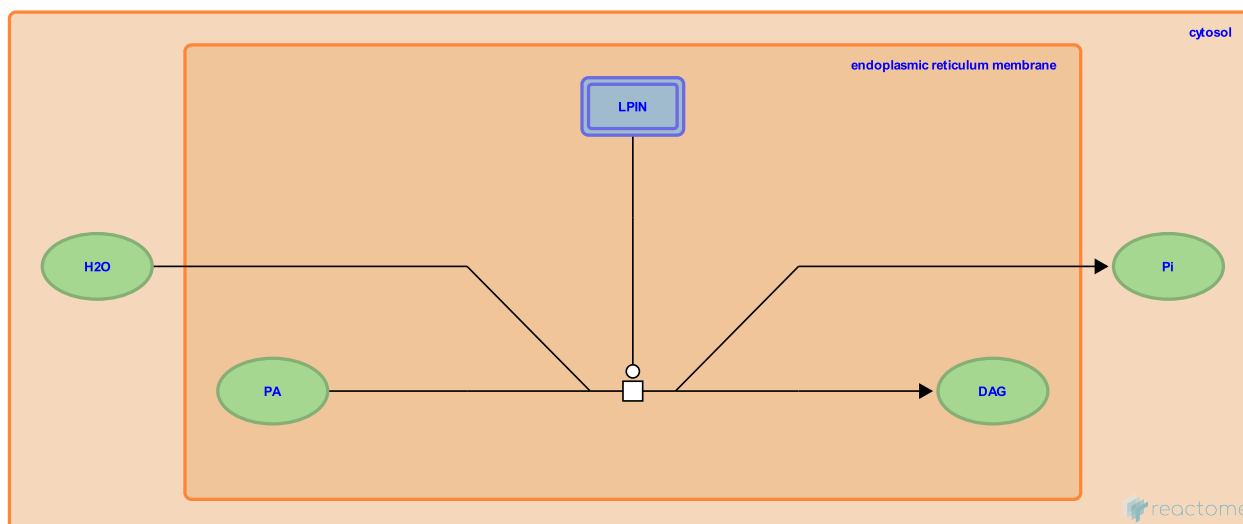 cytosol
endoplasmic reticulum membrane
LPIN
H2O
Pi
PA
DAG
reactome